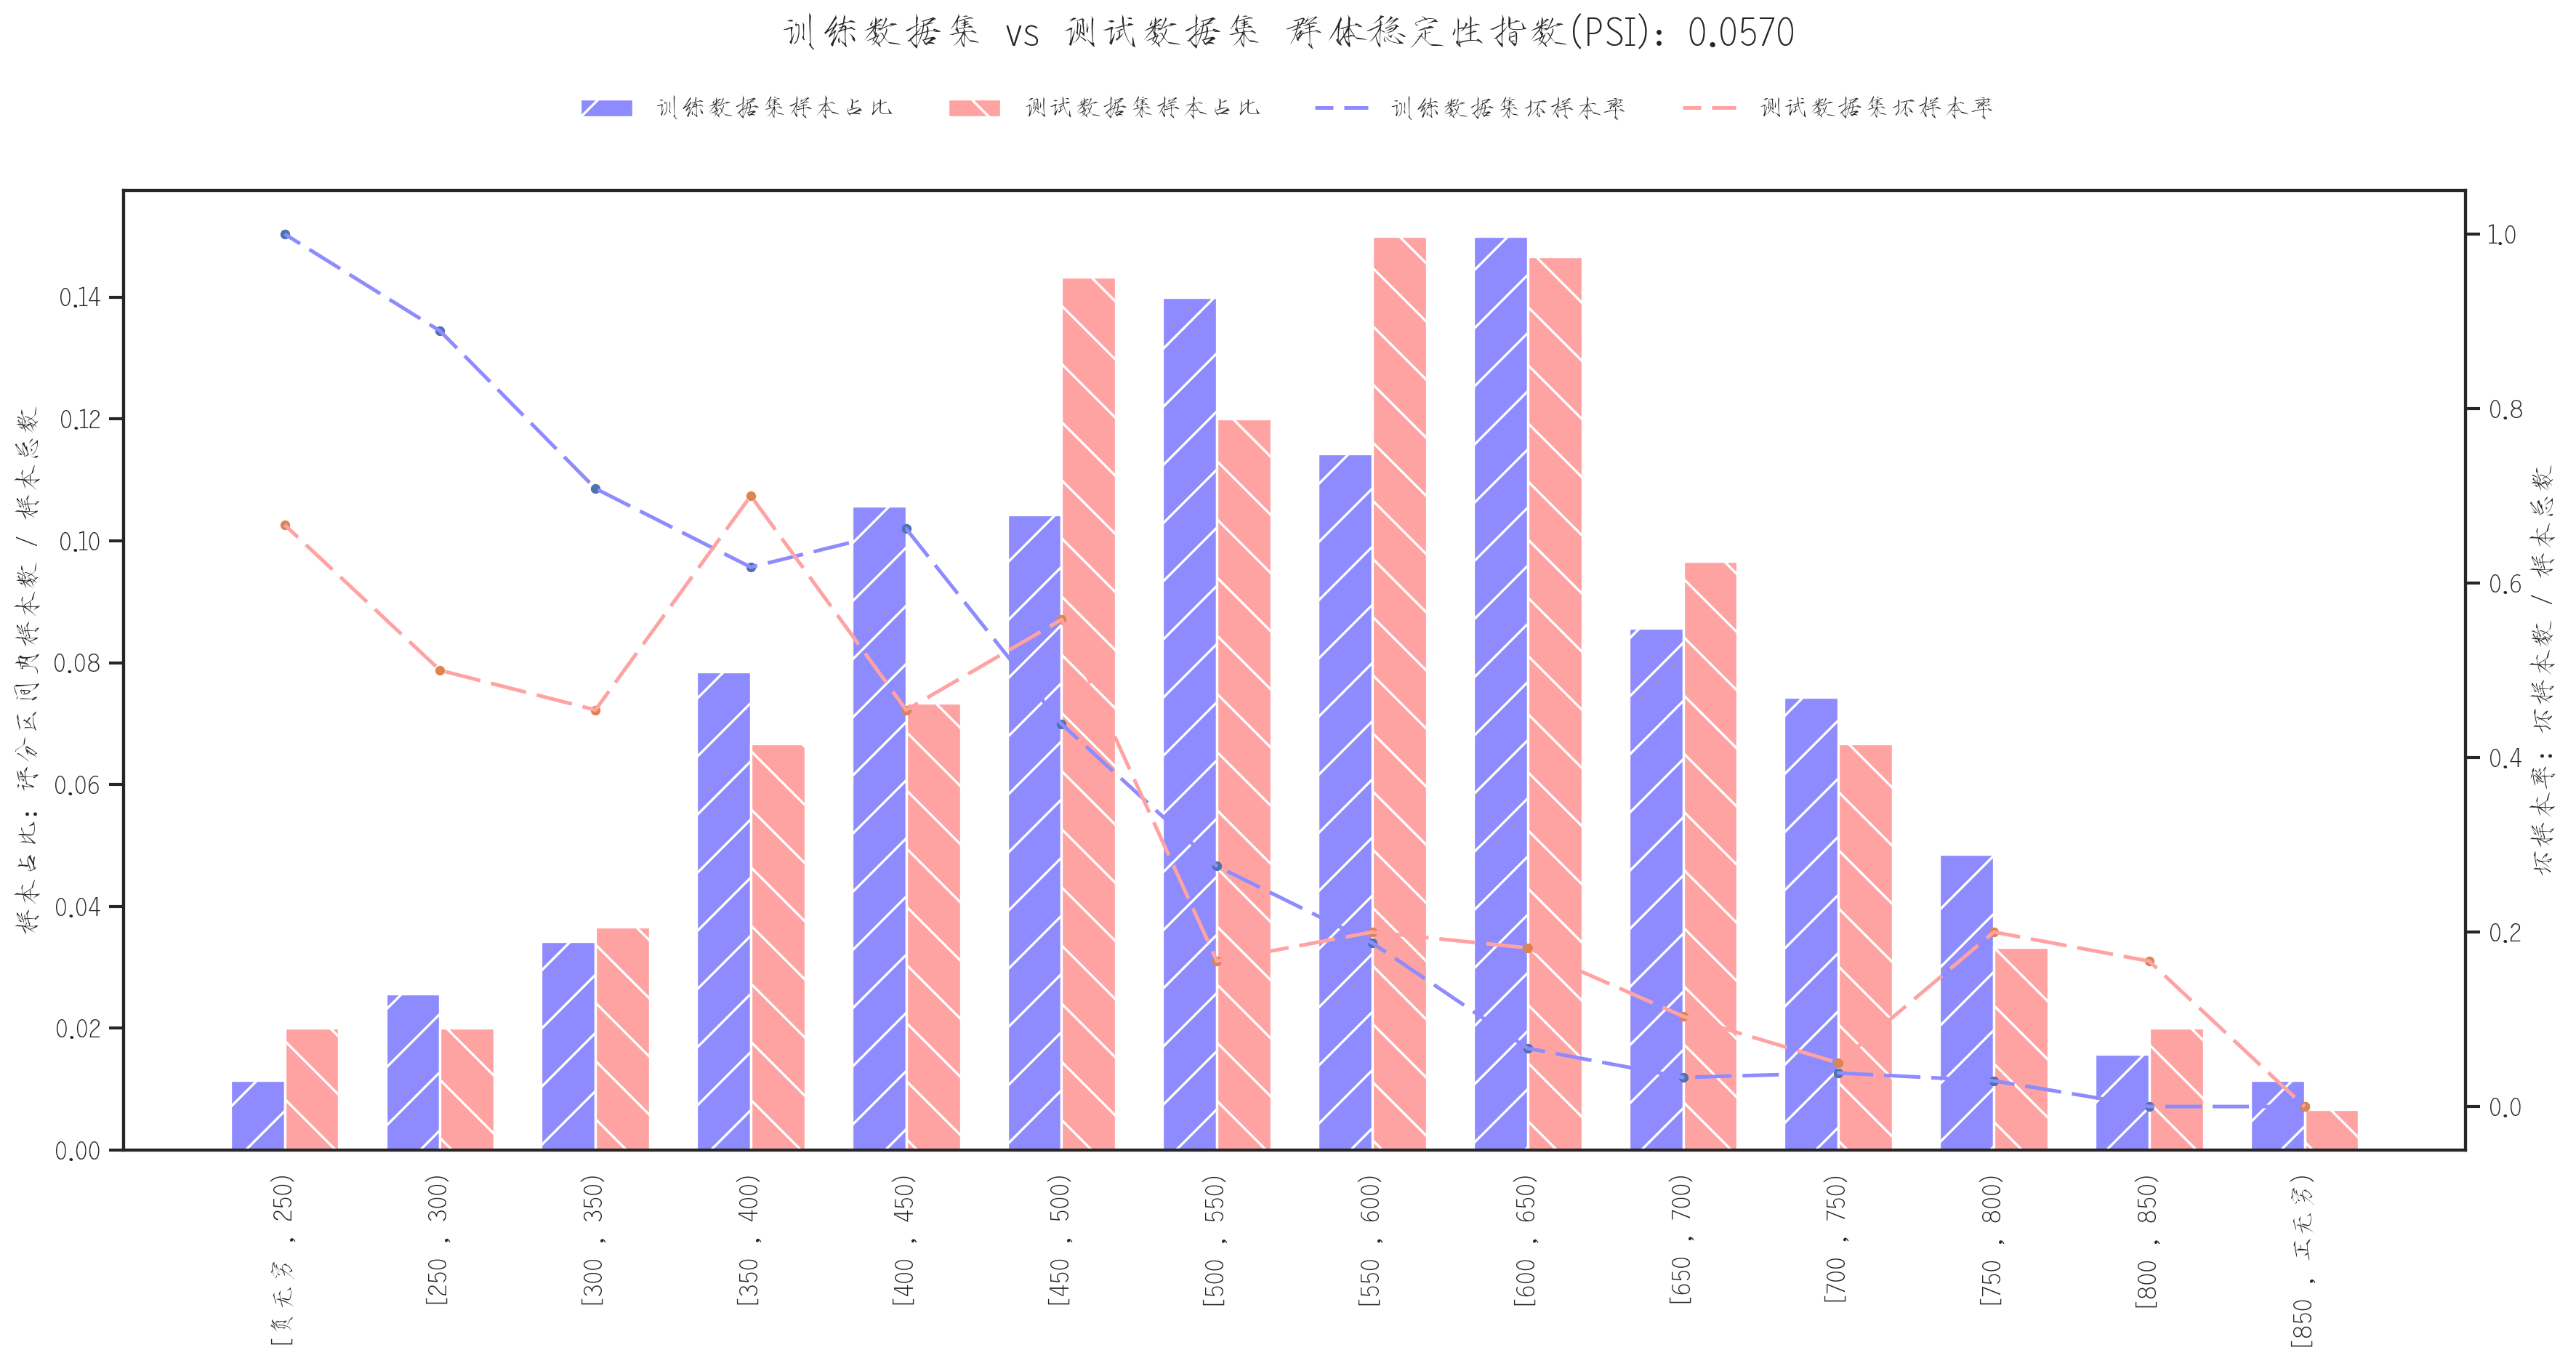 训练数据集 vs 测试数据集 群体稳定性指数(PSI): 0.0570
训练数据集样本占比 测试数据集样本占比 训练数据集坏样本率 测试数据集坏样本率
样本占比: 评分区间内样本数 / 样本总数
0.14
0.12
0.10
0.08
0.06
0.04
0.02
0.00
1.0
0.8
0.6
0.4
0.2
0.0
坏样本率: 坏样本数 / 样本总数
[负无穷 , 250)
[250 , 300)
[300 , 350)
[350 , 400)
[400 , 450)
[450 , 500)
[500 , 550)
[550 , 600)
[600 , 650)
[650 , 700)
[700 , 750)
[750 , 800)
[800 , 850)
[850 , 正无穷)